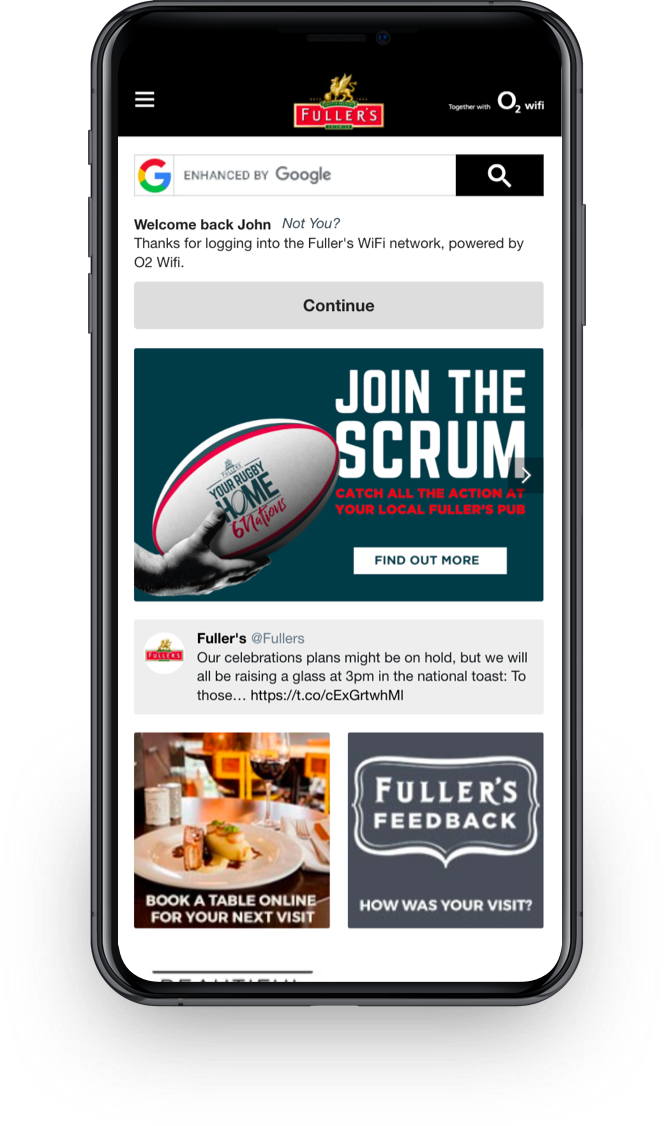 FULLER'S
Together with O2 wifi
G ENHANCED BY Google
Welcome back John Not You?
Thanks for logging into the Fuller's WiFi network, powered by
O2 Wifi.
Continue
JOIN THE
SCRUM
CATCH ALL THE ACTION AT
YOUR LOCAL FULLER'S PUB
FULLER'S
YOUR RUGBY
HOME
6Nations
FIND OUT MORE
FULLER'S
Fuller's @Fullers
Our celebrations plans might be on hold, but we will
all be raising a glass at 3pm in the national toast: To
those… https://t.co/cExGrtwhMl
BOOK A TABLE ONLINE
FOR YOUR NEXT VISIT
FULLER'S
FEEDBACK
HOW WAS YOUR VISIT?